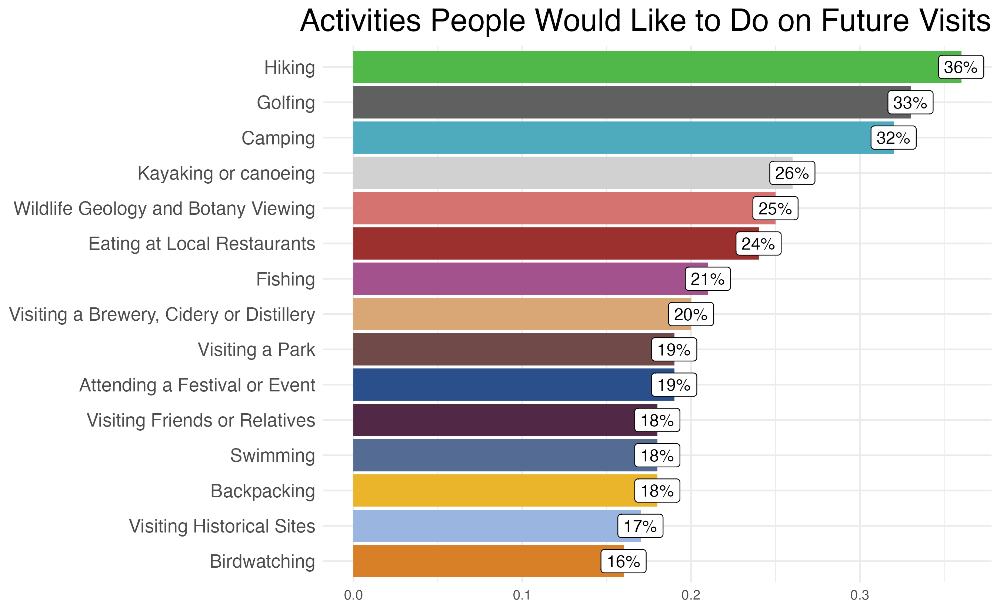 Activities People Would Like to Do on Future Visits
Hiking 36%
Golfing 33%
Camping 32%
Kayaking or canoeing 26%
Wildlife Geology and Botany Viewing 25%
Eating at Local Restaurants 24%
Fishing 21%
Visiting a Brewery, Cidery or Distillery 20%
Visiting a Park 19%
Attending a Festival or Event 19%
Visiting Friends or Relatives 18%
Swimming 18%
Backpacking 18%
Visiting Historical Sites 17%
Birdwatching 16%
0.0 0.1 0.2 0.3